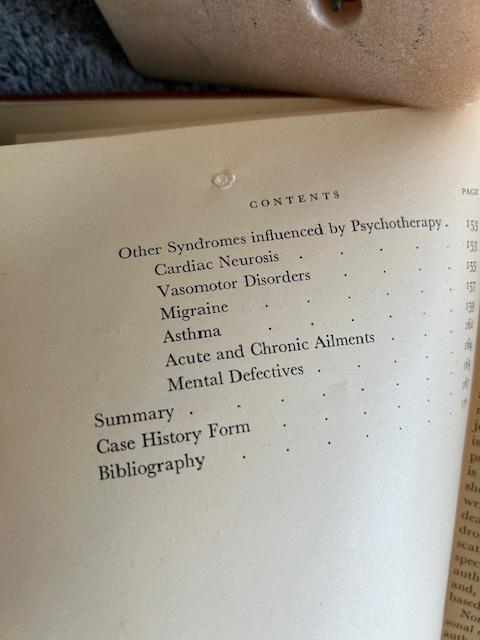 CONTENTS
PAGE
Other Syndromes influenced by Psychotherapy . 153
Cardiac Neurosis . . . . . 153
Vasomotor Disorders . . . . 155
Migraine . . . . . 157
Asthma . . . . . 159
Acute and Chronic Ailments . . .
Mental Defectives . . . .
Summary . . . . . .
Case History Form . . . .
Bibliography . . . . .